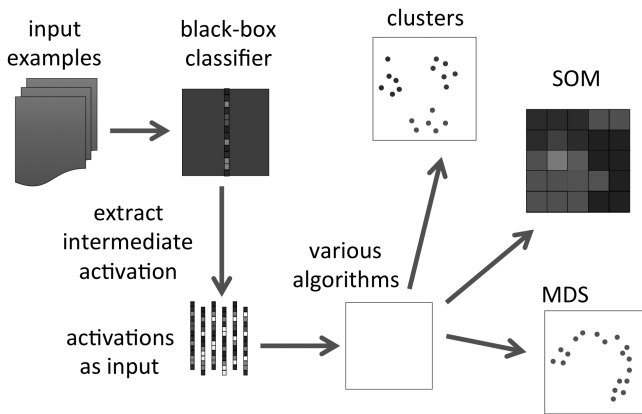 input
examples
black-box
classifier
clusters
SOM
extract
intermediate
activation
various
algorithms
MDS
activations
as input